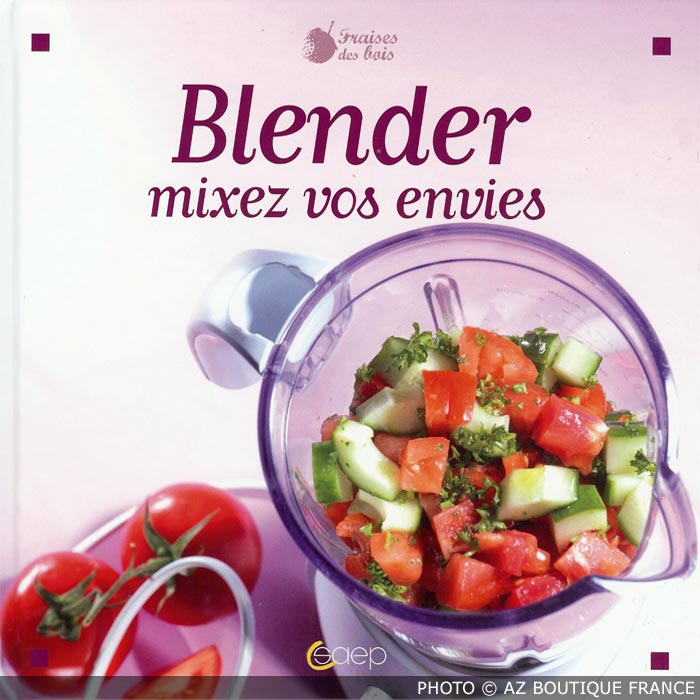 Fraises
des bois
Blender
mixez vos envies
saep
PHOTO © AZ BOUTIQUE FRANCE